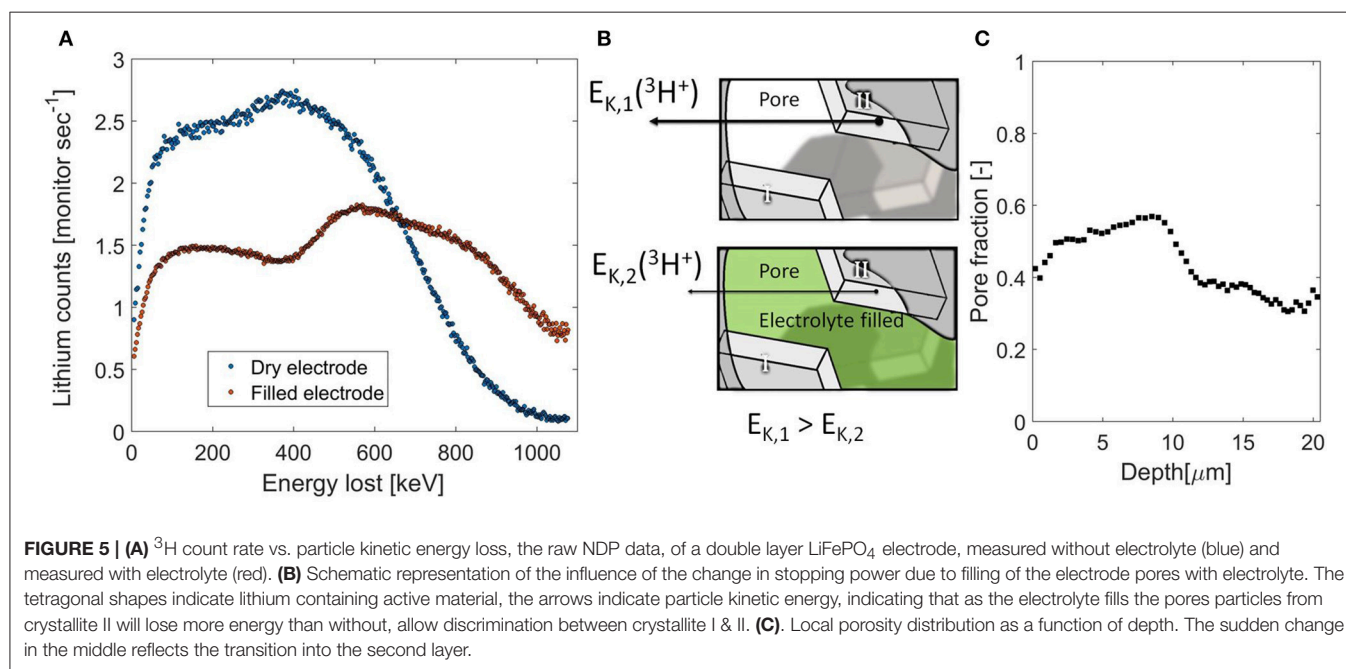 A
Lithium counts [monitor sec⁻¹]
3
2.5
2
1.5
1
0.5
0
Dry electrode
Filled electrode
0 200 400 600 800 1000
Energy lost [keV]
B
E_K,1(³H⁺)
Pore
II
I
E_K,2(³H⁺)
Pore
II
Electrolyte filled
I
E_K,1 > E_K,2
C
Pore fraction [-]
1
0.8
0.6
0.4
0.2
0
0 5 10 15 20
Depth[μm]
FIGURE 5 | (A) ³H count rate vs. particle kinetic energy loss, the raw NDP data, of a double layer LiFePO₄ electrode, measured without electrolyte (blue) and
measured with electrolyte (red). (B) Schematic representation of the influence of the change in stopping power due to filling of the electrode pores with electrolyte. The
tetragonal shapes indicate lithium containing active material, the arrows indicate particle kinetic energy, indicating that as the electrolyte fills the pores particles from
crystallite II will lose more energy than without, allow discrimination between crystallite I & II. (C). Local porosity distribution as a function of depth. The sudden change
in the middle reflects the transition into the second layer.